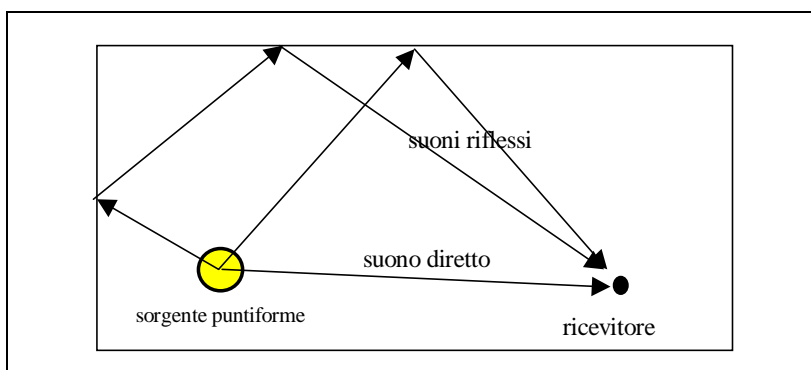 suoni riflessi
suono diretto
sorgente puntiforme
ricevitore